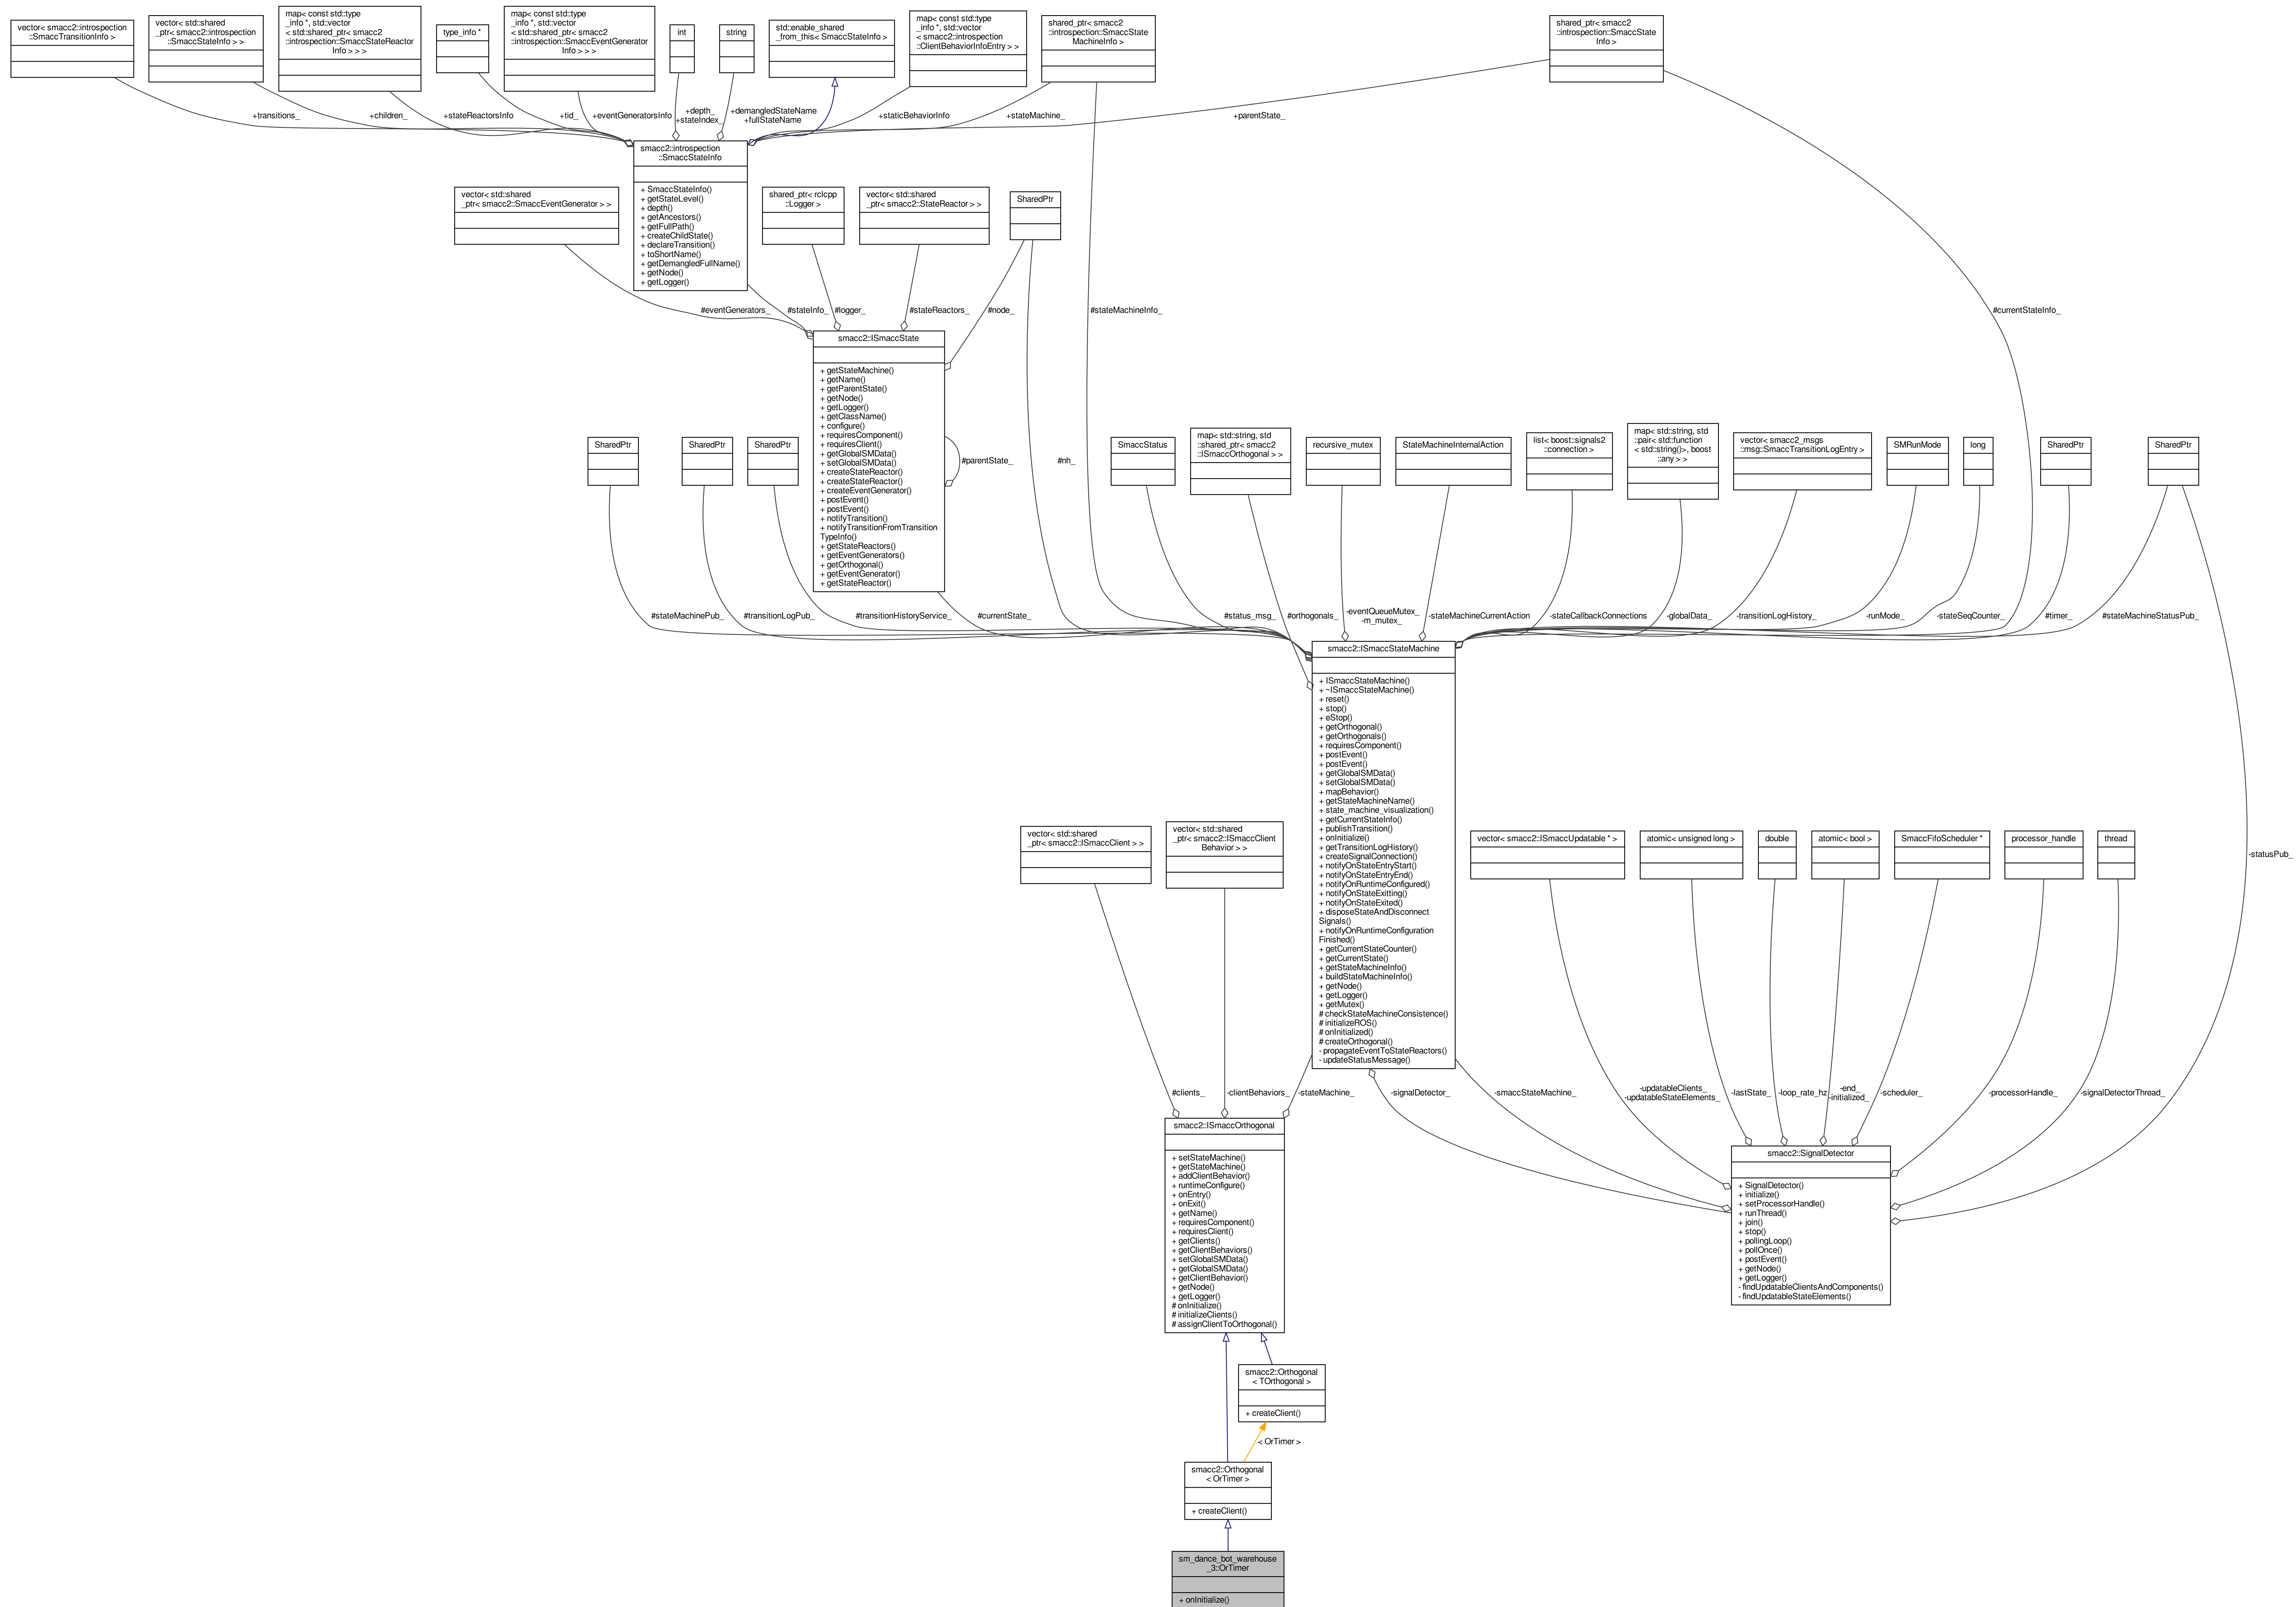 vector< smacc2::introspection
::SmaccTransitionInfo >
vector< std::shared
_ptr< smacc2::introspection
::SmaccStateInfo > >
map< const std::type
_info *, std::vector
< std::shared_ptr< smacc2
::introspection::SmaccStateReactor
Info > > >
type_info *
map< const std::type
_info *, std::vector
< std::shared_ptr< smacc2
::introspection::SmaccEventGenerator
Info > > >
int
string
std::enable_shared
_from_this< SmaccStateInfo >
map< const std::type
_info *, std::vector
< smacc2::introspection
::ClientBehaviorInfoEntry > >
shared_ptr< smacc2
::introspection::SmaccState
MachineInfo >
shared_ptr< smacc2
::introspection::SmaccState
Info >
+transitions_
+children_
+stateReactorsInfo
+tid_
+eventGeneratorsInfo
+depth_
+stateIndex_
+demangledStateName
+fullStateName
+staticBehaviorInfo
+stateMachine_
+parentState_
smacc2::introspection
::SmaccStateInfo
+ SmaccStateInfo()
+ getStateLevel()
+ depth()
+ getAncestors()
+ getFullPath()
+ createChildState()
+ declareTransition()
+ toShortName()
+ getDemangledFullName()
+ getNode()
+ getLogger()
vector< std::shared
_ptr< smacc2::SmaccEventGenerator > >
shared_ptr< rclcpp
::Logger >
vector< std::shared
_ptr< smacc2::StateReactor > >
SharedPtr
#eventGenerators_
#stateInfo_
#logger_
#stateReactors_
#node_
#stateMachineInfo_
#currentStateInfo_
smacc2::ISmaccState
+ getStateMachine()
+ getName()
+ getParentState()
+ getNode()
+ getLogger()
+ getClassName()
+ configure()
+ requiresComponent()
+ requiresClient()
+ getGlobalSMData()
+ setGlobalSMData()
+ createStateReactor()
+ createStateReactor()
+ createEventGenerator()
+ postEvent()
+ postEvent()
+ notifyTransition()
+ notifyTransitionFromTransition
TypeInfo()
+ getStateReactors()
+ getEventGenerators()
+ getOrthogonal()
+ getEventGenerator()
+ getStateReactor()
#parentState_
#nh_
SharedPtr
SharedPtr
SharedPtr
SmaccStatus
map< std::string, std
::shared_ptr< smacc2
::ISmaccOrthogonal > >
recursive_mutex
StateMachineInternalAction
list< boost::signals2
::connection >
map< std::string, std
::pair< std::function
< std::string()>, boost
::any > >
vector< smacc2_msgs
::msg::SmaccTransitionLogEntry >
SMRunMode
long
SharedPtr
SharedPtr
#stateMachinePub_
#transitionLogPub_
#transitionHistoryService_
#currentState_
#status_msg_
#orthogonals_
-eventQueueMutex_
-m_mutex_
-stateMachineCurrentAction
-stateCallbackConnections
-globalData_
-transitionLogHistory_
-runMode_
-stateSeqCounter_
#timer_
#stateMachineStatusPub_
smacc2::ISmaccStateMachine
+ ISmaccStateMachine()
+ ~ISmaccStateMachine()
+ reset()
+ stop()
+ eStop()
+ getOrthogonal()
+ getOrthogonals()
+ requiresComponent()
+ postEvent()
+ postEvent()
+ getGlobalSMData()
+ setGlobalSMData()
+ mapBehavior()
+ getStateMachineName()
+ state_machine_visualization()
+ getCurrentStateInfo()
+ publishTransition()
+ onInitialize()
+ getTransitionLogHistory()
+ createSignalConnection()
+ notifyOnStateEntryStart()
+ notifyOnStateEntryEnd()
+ notifyOnRuntimeConfigured()
+ notifyOnStateExitting()
+ notifyOnStateExited()
+ disposeStateAndDisconnect
Signals()
+ notifyOnRuntimeConfiguration
Finished()
+ getCurrentStateCounter()
+ getCurrentState()
+ getStateMachineInfo()
+ buildStateMachineInfo()
+ getNode()
+ getLogger()
+ getMutex()
# checkStateMachineConsistence()
# initializeROS()
# onInitialized()
# createOrthogonal()
- propagateEventToStateReactors()
- updateStatusMessage()
vector< std::shared
_ptr< smacc2::ISmaccClient > >
vector< std::shared
_ptr< smacc2::ISmaccClient
Behavior > >
vector< smacc2::ISmaccUpdatable * >
atomic< unsigned long >
double
atomic< bool >
SmaccFifoScheduler *
processor_handle
thread
-statusPub_
#clients_
-clientBehaviors_
-stateMachine_
-signalDetector_
-smaccStateMachine_
-updatableClients_
-updatableStateElements_
-lastState_
-loop_rate_hz
-end_
-initialized_
-scheduler_
-processorHandle_
-signalDetectorThread_
smacc2::ISmaccOrthogonal
+ setStateMachine()
+ getStateMachine()
+ addClientBehavior()
+ runtimeConfigure()
+ onEntry()
+ onExit()
+ getName()
+ requiresComponent()
+ requiresClient()
+ getClients()
+ getClientBehaviors()
+ setGlobalSMData()
+ getGlobalSMData()
+ getClientBehavior()
+ getNode()
+ getLogger()
# onInitialize()
# initializeClients()
# assignClientToOrthogonal()
smacc2::SignalDetector
+ SignalDetector()
+ initialize()
+ setProcessorHandle()
+ runThread()
+ join()
+ stop()
+ pollingLoop()
+ pollOnce()
+ postEvent()
+ getNode()
+ getLogger()
- findUpdatableClientsAndComponents()
- findUpdatableStateElements()
smacc2::Orthogonal
< TOrthogonal >
+ createClient()
< OrTimer >
smacc2::Orthogonal
< OrTimer >
+ createClient()
sm_dance_bot_warehouse
_3::OrTimer
+ onInitialize()